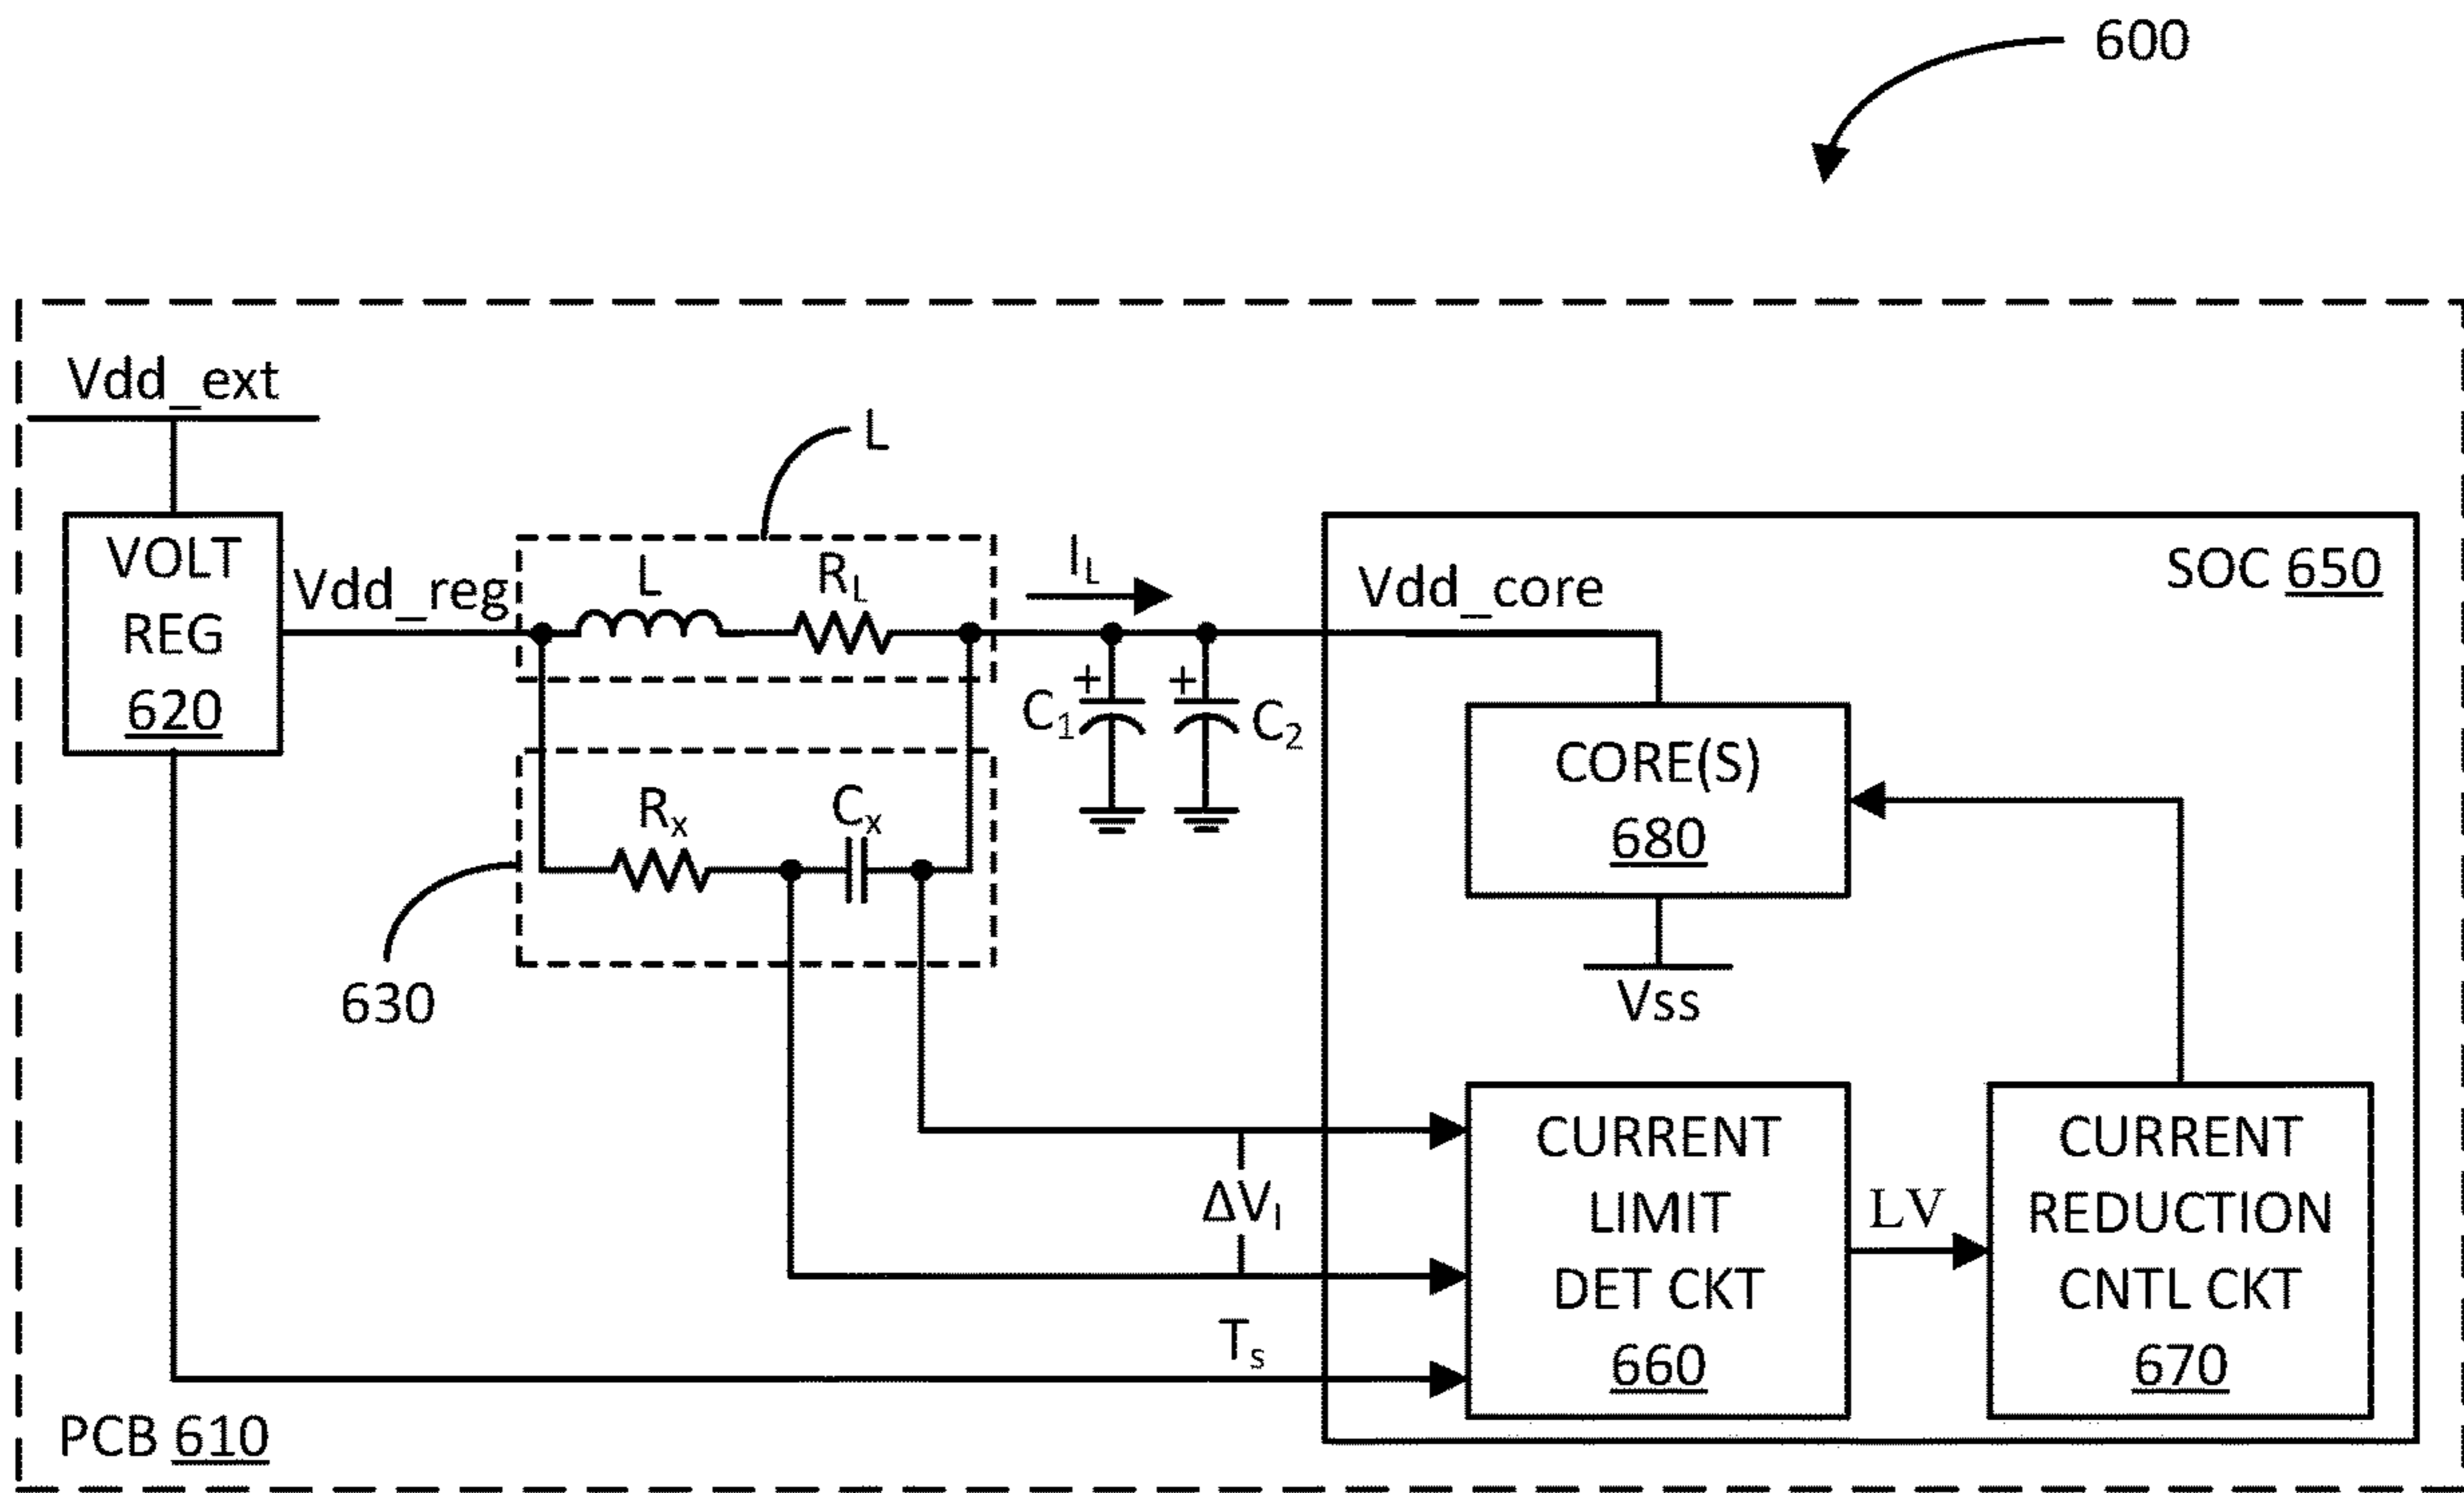 600
Vdd_ext
L
VOLT
REG
620
Vdd_reg
L
RL
IL
Vdd_core
SOC 650
+
C1
+
C2
CORE(S)
680
Vss
Rx
Cx
630
ΔVI
Ts
CURRENT
LIMIT
DET CKT
660
LV
CURRENT
REDUCTION
CNTL CKT
670
PCB 610